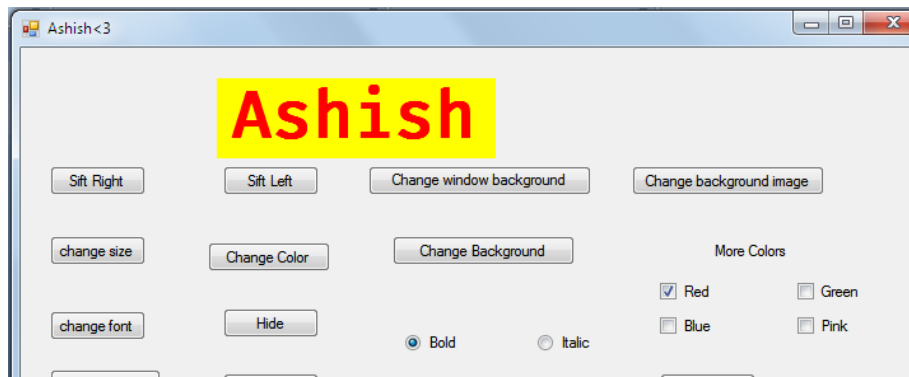 Ashish<3
Ashish
Sift Right Sift Left Change window background Change background image
change size Change Color Change Background More Colors
Red Green
change font Hide Bold Italic Blue Pink